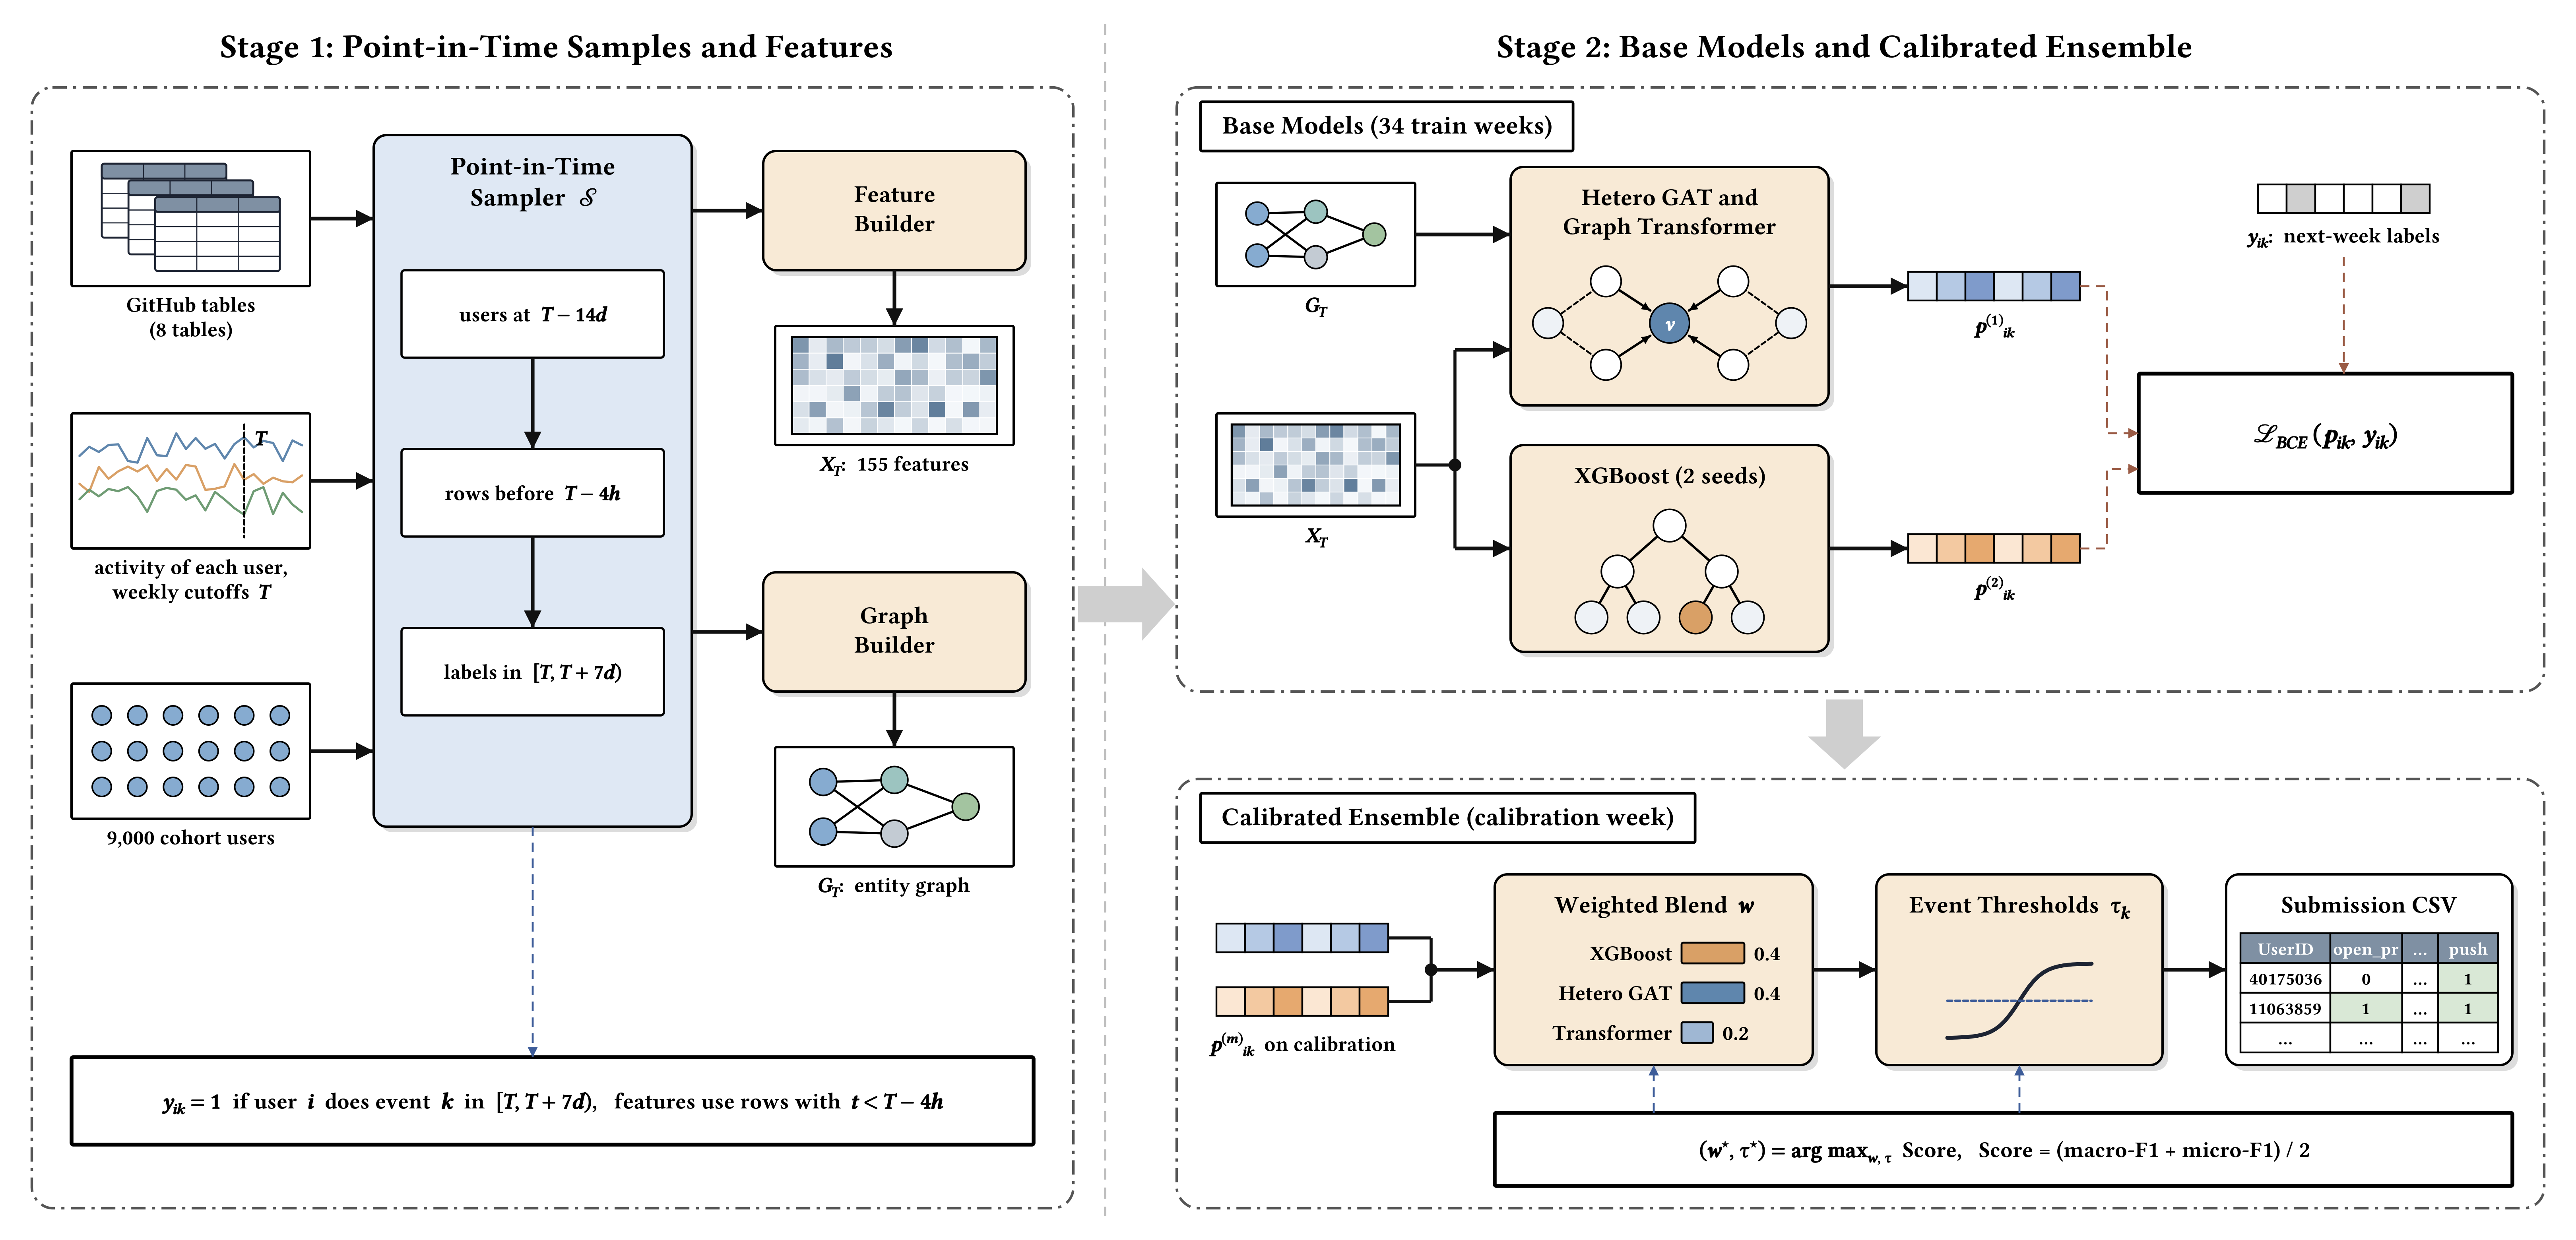 Stage 1: Point-in-Time Samples and Features
GitHub tables
(8 tables)
T
activity of each user,
weekly cutoffs T
9,000 cohort users
Point-in-Time
Sampler 𝒮
users at T − 14d
rows before T − 4h
labels in [T, T + 7d)
Feature
Builder
X_T: 155 features
Graph
Builder
G_T: entity graph
y_ik = 1 if user i does event k in [T, T + 7d), features use rows with t < T − 4h
Stage 2: Base Models and Calibrated Ensemble
Base Models (34 train weeks)
G_T
X_T
Hetero GAT and
Graph Transformer
v
XGBoost (2 seeds)
p^(1)_ik
p^(2)_ik
y_ik: next-week labels
ℒ_BCE (p_ik, y_ik)
Calibrated Ensemble (calibration week)
p^(m)_ik on calibration
Weighted Blend w
XGBoost 0.4
Hetero GAT 0.4
Transformer 0.2
Event Thresholds τ_k
Submission CSV
UserID open_pr ... push
40175036 0 ... 1
11063859 1 ... 1
... ... ... ...
(w*, τ*) = arg max_w, τ Score, Score = (macro-F1 + micro-F1) / 2